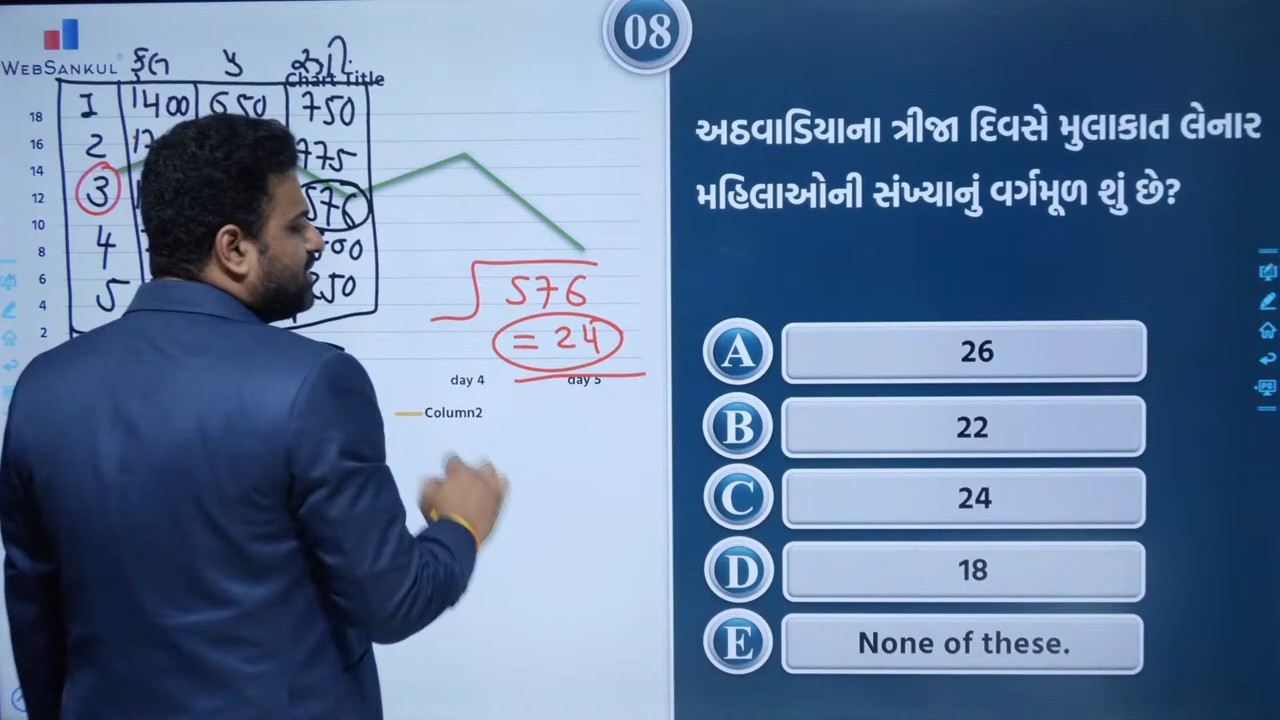 WEBSANKUL
કુલ પુ સ્ત્રી
Chart Title
1 1400 650 750
2 775
3 576
4
5
18
16
14
12
10
8
6
4
2
√576
= 24
day 4 day 5
Column2
08
અઠવાડિયાના ત્રીજા દિવસે મુલાકાત લેનાર
મહિલાઓની સંખ્યાનું વર્ગમૂળ શું છે?
A 26
B 22
C 24
D 18
E None of these.